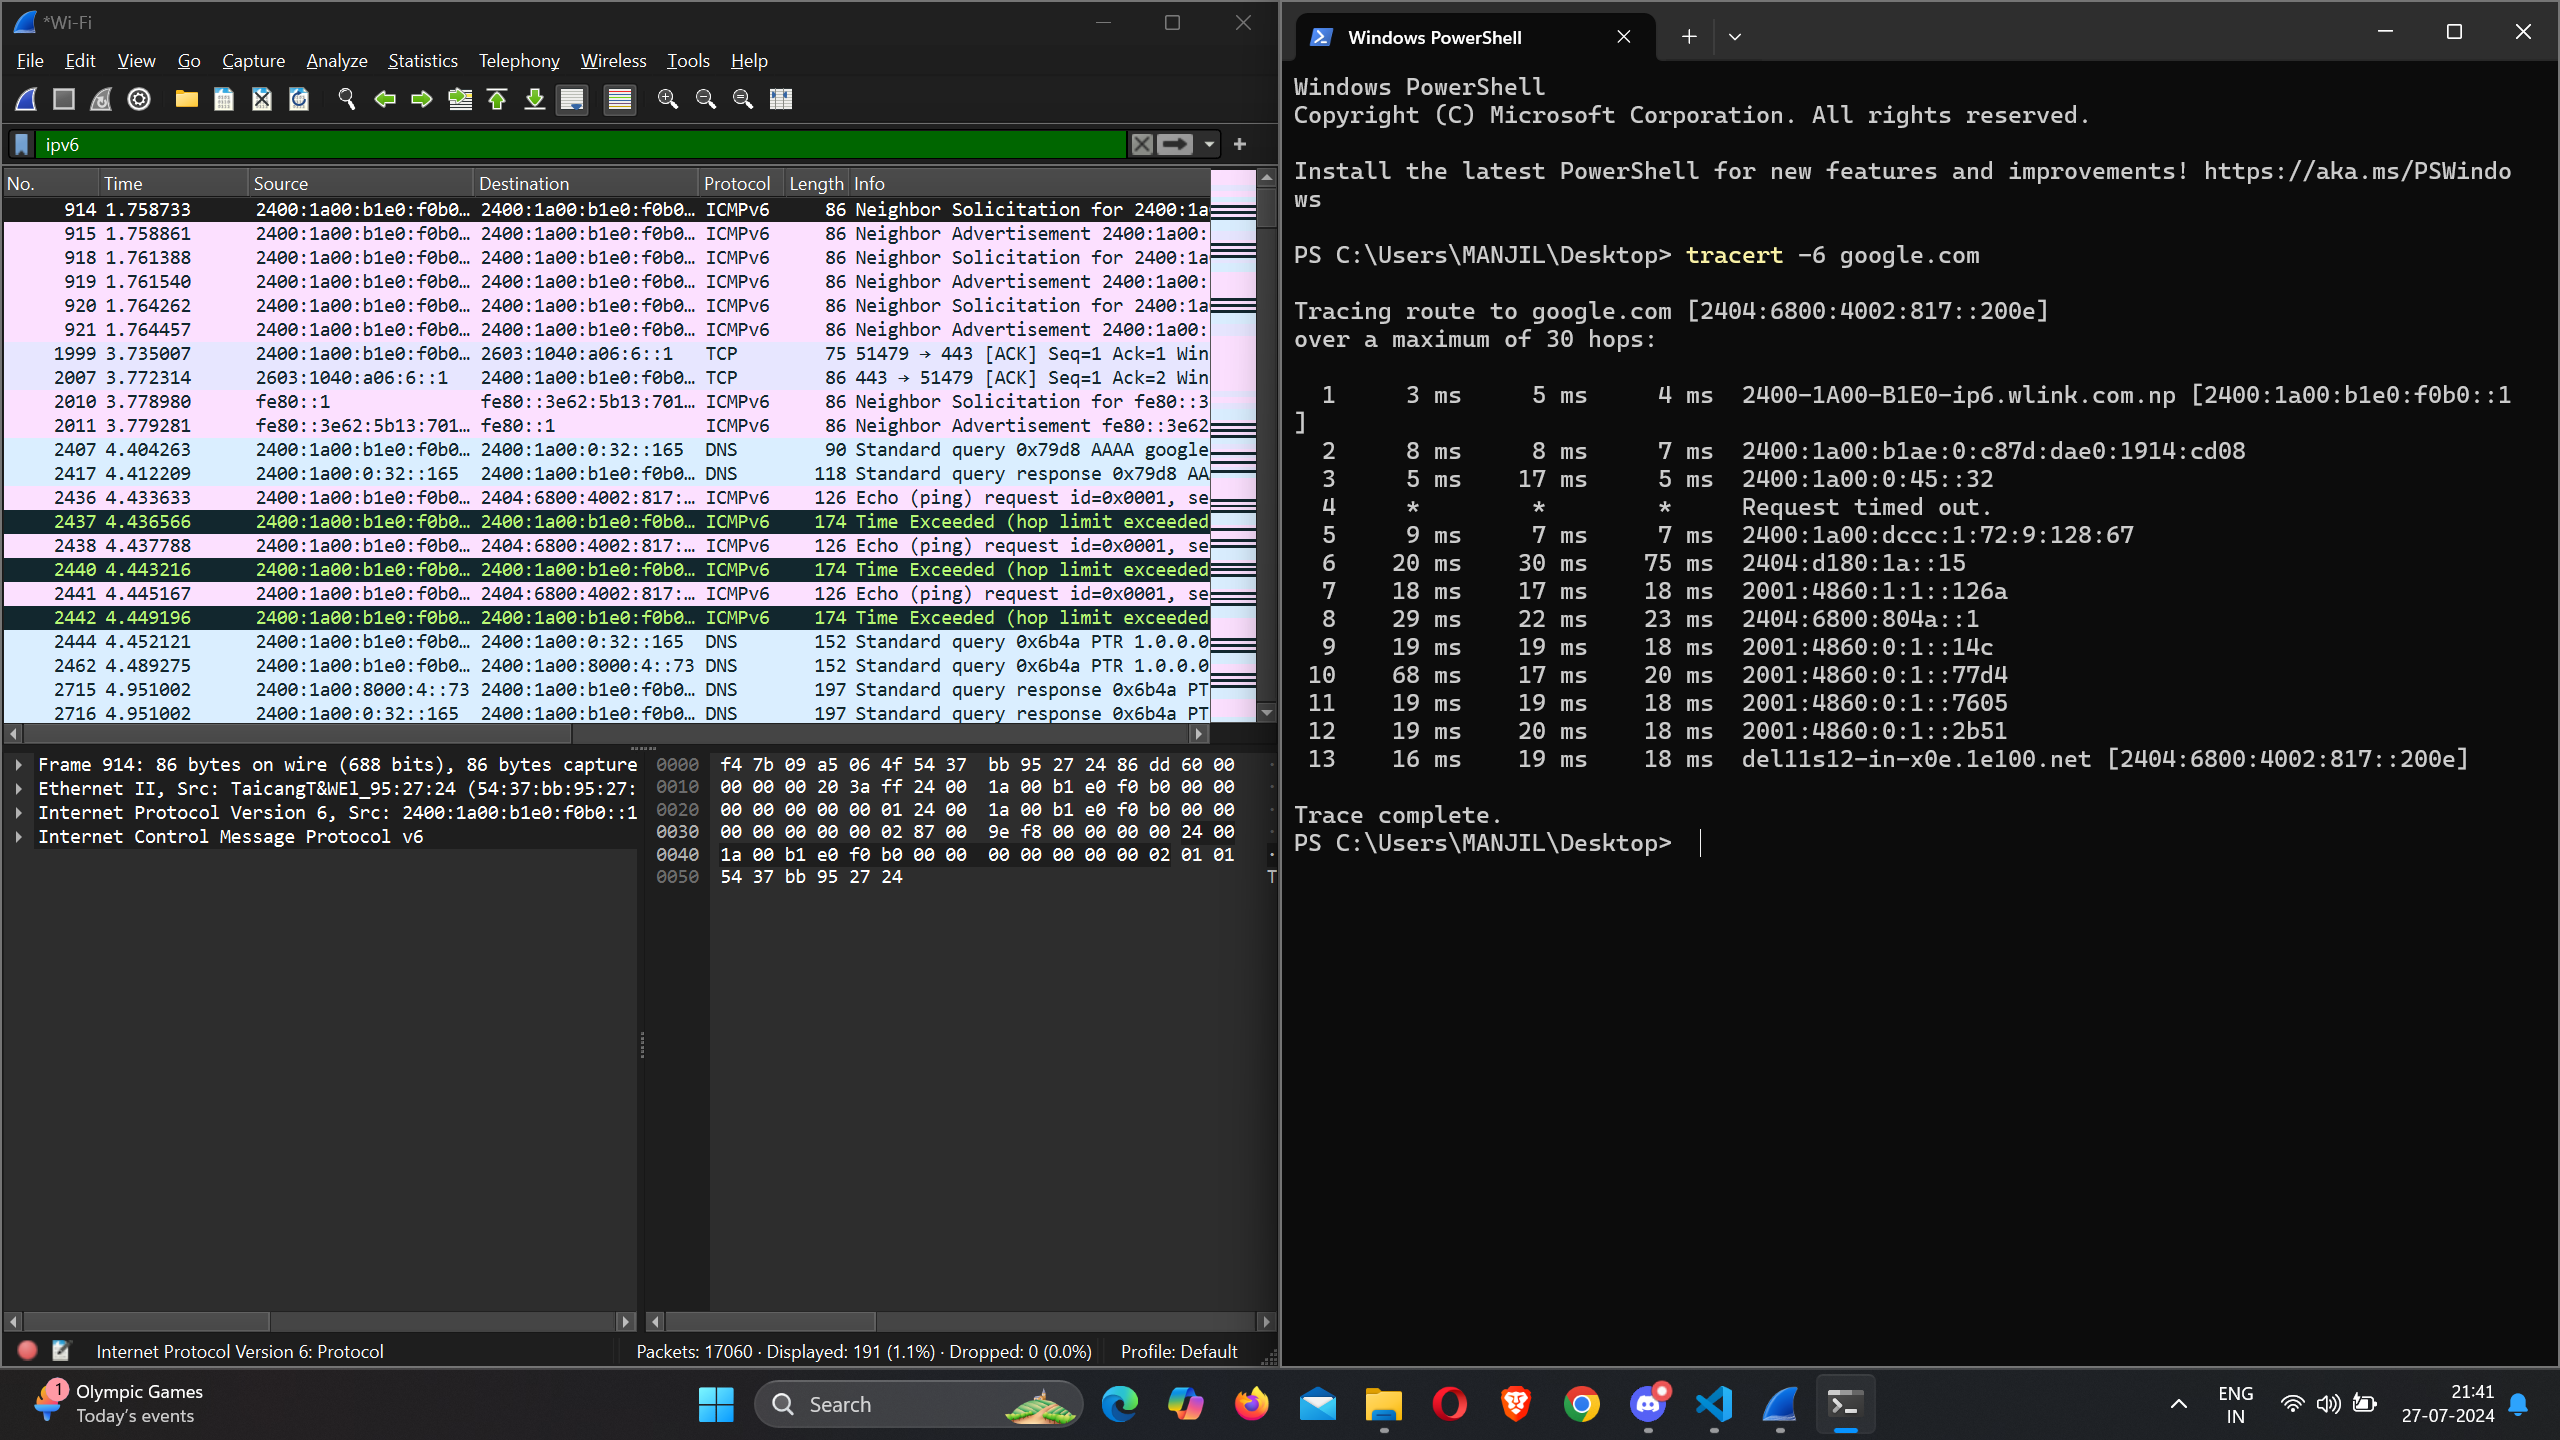 *Wi-Fi
File Edit View Go Capture Analyze Statistics Telephony Wireless Tools Help
ipv6
No. Time Source Destination Protocol Length Info
914 1.758733 2400:1a00:b1e0:f0b0… 2400:1a00:b1e0:f0b0… ICMPv6 86 Neighbor Solicitation for 2400:1a
915 1.758861 2400:1a00:b1e0:f0b0… 2400:1a00:b1e0:f0b0… ICMPv6 86 Neighbor Advertisement 2400:1a00:
918 1.761388 2400:1a00:b1e0:f0b0… 2400:1a00:b1e0:f0b0… ICMPv6 86 Neighbor Solicitation for 2400:1a
919 1.761540 2400:1a00:b1e0:f0b0… 2400:1a00:b1e0:f0b0… ICMPv6 86 Neighbor Advertisement 2400:1a00:
920 1.764262 2400:1a00:b1e0:f0b0… 2400:1a00:b1e0:f0b0… ICMPv6 86 Neighbor Solicitation for 2400:1a
921 1.764457 2400:1a00:b1e0:f0b0… 2400:1a00:b1e0:f0b0… ICMPv6 86 Neighbor Advertisement 2400:1a00:
1999 3.735007 2400:1a00:b1e0:f0b0… 2603:1040:a06:6::1 TCP 75 51479 → 443 [ACK] Seq=1 Ack=1 Win
2007 3.772314 2603:1040:a06:6::1 2400:1a00:b1e0:f0b0… TCP 86 443 → 51479 [ACK] Seq=1 Ack=2 Win
2010 3.778980 fe80::1 fe80::3e62:5b13:701… ICMPv6 86 Neighbor Solicitation for fe80::3
2011 3.779281 fe80::3e62:5b13:701… fe80::1 ICMPv6 86 Neighbor Advertisement fe80::3e62
2407 4.404263 2400:1a00:b1e0:f0b0… 2400:1a00:0:32::165 DNS 90 Standard query 0x79d8 AAAA google
2417 4.412209 2400:1a00:0:32::165 2400:1a00:b1e0:f0b0… DNS 118 Standard query response 0x79d8 AA
2436 4.433633 2400:1a00:b1e0:f0b0… 2404:6800:4002:817:… ICMPv6 126 Echo (ping) request id=0x0001, se
2437 4.436566 2400:1a00:b1e0:f0b0… 2400:1a00:b1e0:f0b0… ICMPv6 174 Time Exceeded (hop limit exceeded
2438 4.437788 2400:1a00:b1e0:f0b0… 2404:6800:4002:817:… ICMPv6 126 Echo (ping) request id=0x0001, se
2440 4.443216 2400:1a00:b1e0:f0b0… 2400:1a00:b1e0:f0b0… ICMPv6 174 Time Exceeded (hop limit exceeded
2441 4.445167 2400:1a00:b1e0:f0b0… 2404:6800:4002:817:… ICMPv6 126 Echo (ping) request id=0x0001, se
2442 4.449196 2400:1a00:b1e0:f0b0… 2400:1a00:b1e0:f0b0… ICMPv6 174 Time Exceeded (hop limit exceeded
2444 4.452121 2400:1a00:b1e0:f0b0… 2400:1a00:0:32::165 DNS 152 Standard query 0x6b4a PTR 1.0.0.0
2462 4.489275 2400:1a00:b1e0:f0b0… 2400:1a00:8000:4::73 DNS 152 Standard query 0x6b4a PTR 1.0.0.0
2715 4.951002 2400:1a00:8000:4::73 2400:1a00:b1e0:f0b0… DNS 197 Standard query response 0x6b4a PT
2716 4.951002 2400:1a00:0:32::165 2400:1a00:b1e0:f0b0… DNS 197 Standard query response 0x6b4a PT
Frame 914: 86 bytes on wire (688 bits), 86 bytes capture
Ethernet II, Src: TaicangT&WEl_95:27:24 (54:37:bb:95:27:
Internet Protocol Version 6, Src: 2400:1a00:b1e0:f0b0::1
Internet Control Message Protocol v6
0000 f4 7b 09 a5 06 4f 54 37 bb 95 27 24 86 dd 60 00 ·
0010 00 00 00 20 3a ff 24 00 1a 00 b1 e0 f0 b0 00 00 ·
0020 00 00 00 00 00 01 24 00 1a 00 b1 e0 f0 b0 00 00 ·
0030 00 00 00 00 00 02 87 00 9e f8 00 00 00 00 24 00 ·
0040 1a 00 b1 e0 f0 b0 00 00 00 00 00 00 00 02 01 01 ·
0050 54 37 bb 95 27 24 T
Internet Protocol Version 6: Protocol Packets: 17060 · Displayed: 191 (1.1%) · Dropped: 0 (0.0%) Profile: Default
Windows PowerShell
Windows PowerShell
Copyright (C) Microsoft Corporation. All rights reserved.
Install the latest PowerShell for new features and improvements! https://aka.ms/PSWindo
ws
PS C:\Users\MANJIL\Desktop> tracert -6 google.com
Tracing route to google.com [2404:6800:4002:817::200e]
over a maximum of 30 hops:
1 3 ms 5 ms 4 ms 2400-1A00-B1E0-ip6.wlink.com.np [2400:1a00:b1e0:f0b0::1
]
2 8 ms 8 ms 7 ms 2400:1a00:b1ae:0:c87d:dae0:1914:cd08
3 5 ms 17 ms 5 ms 2400:1a00:0:45::32
4 * * * Request timed out.
5 9 ms 7 ms 7 ms 2400:1a00:dccc:1:72:9:128:67
6 20 ms 30 ms 75 ms 2404:d180:1a::15
7 18 ms 17 ms 18 ms 2001:4860:1:1::126a
8 29 ms 22 ms 23 ms 2404:6800:804a::1
9 19 ms 19 ms 18 ms 2001:4860:0:1::14c
10 68 ms 17 ms 20 ms 2001:4860:0:1::77d4
11 19 ms 19 ms 18 ms 2001:4860:0:1::7605
12 19 ms 20 ms 18 ms 2001:4860:0:1::2b51
13 16 ms 19 ms 18 ms del11s12-in-x0e.1e100.net [2404:6800:4002:817::200e]
Trace complete.
PS C:\Users\MANJIL\Desktop>
1
Olympic Games
Today's events
Search
ENG
IN
21:41
27-07-2024